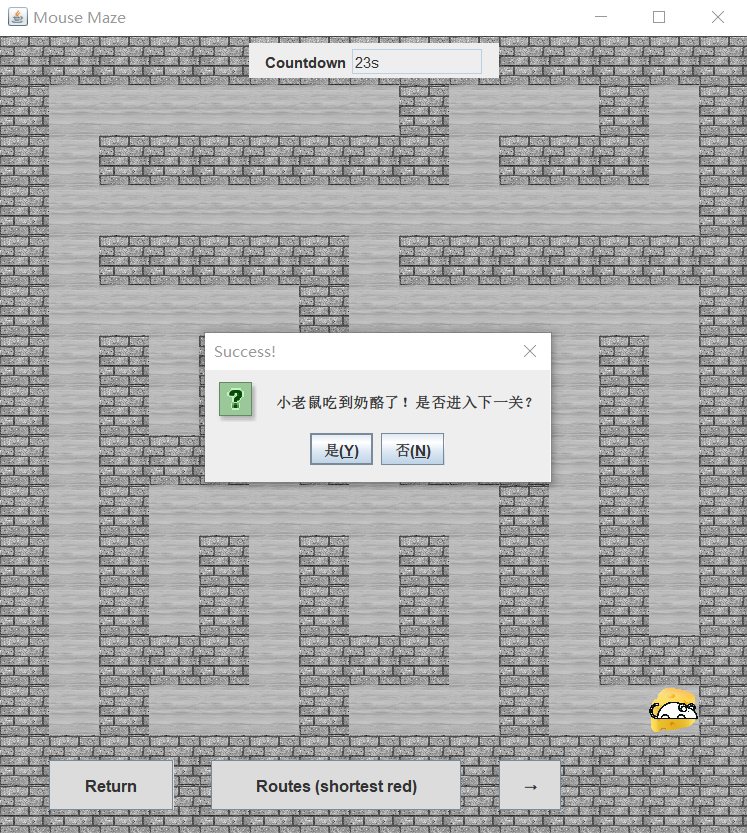 Mouse Maze
Countdown 23s
Success!
?
小老鼠吃到奶酪了！是否进入下一关？
是(Y) 否(N)
Return Routes (shortest red) →